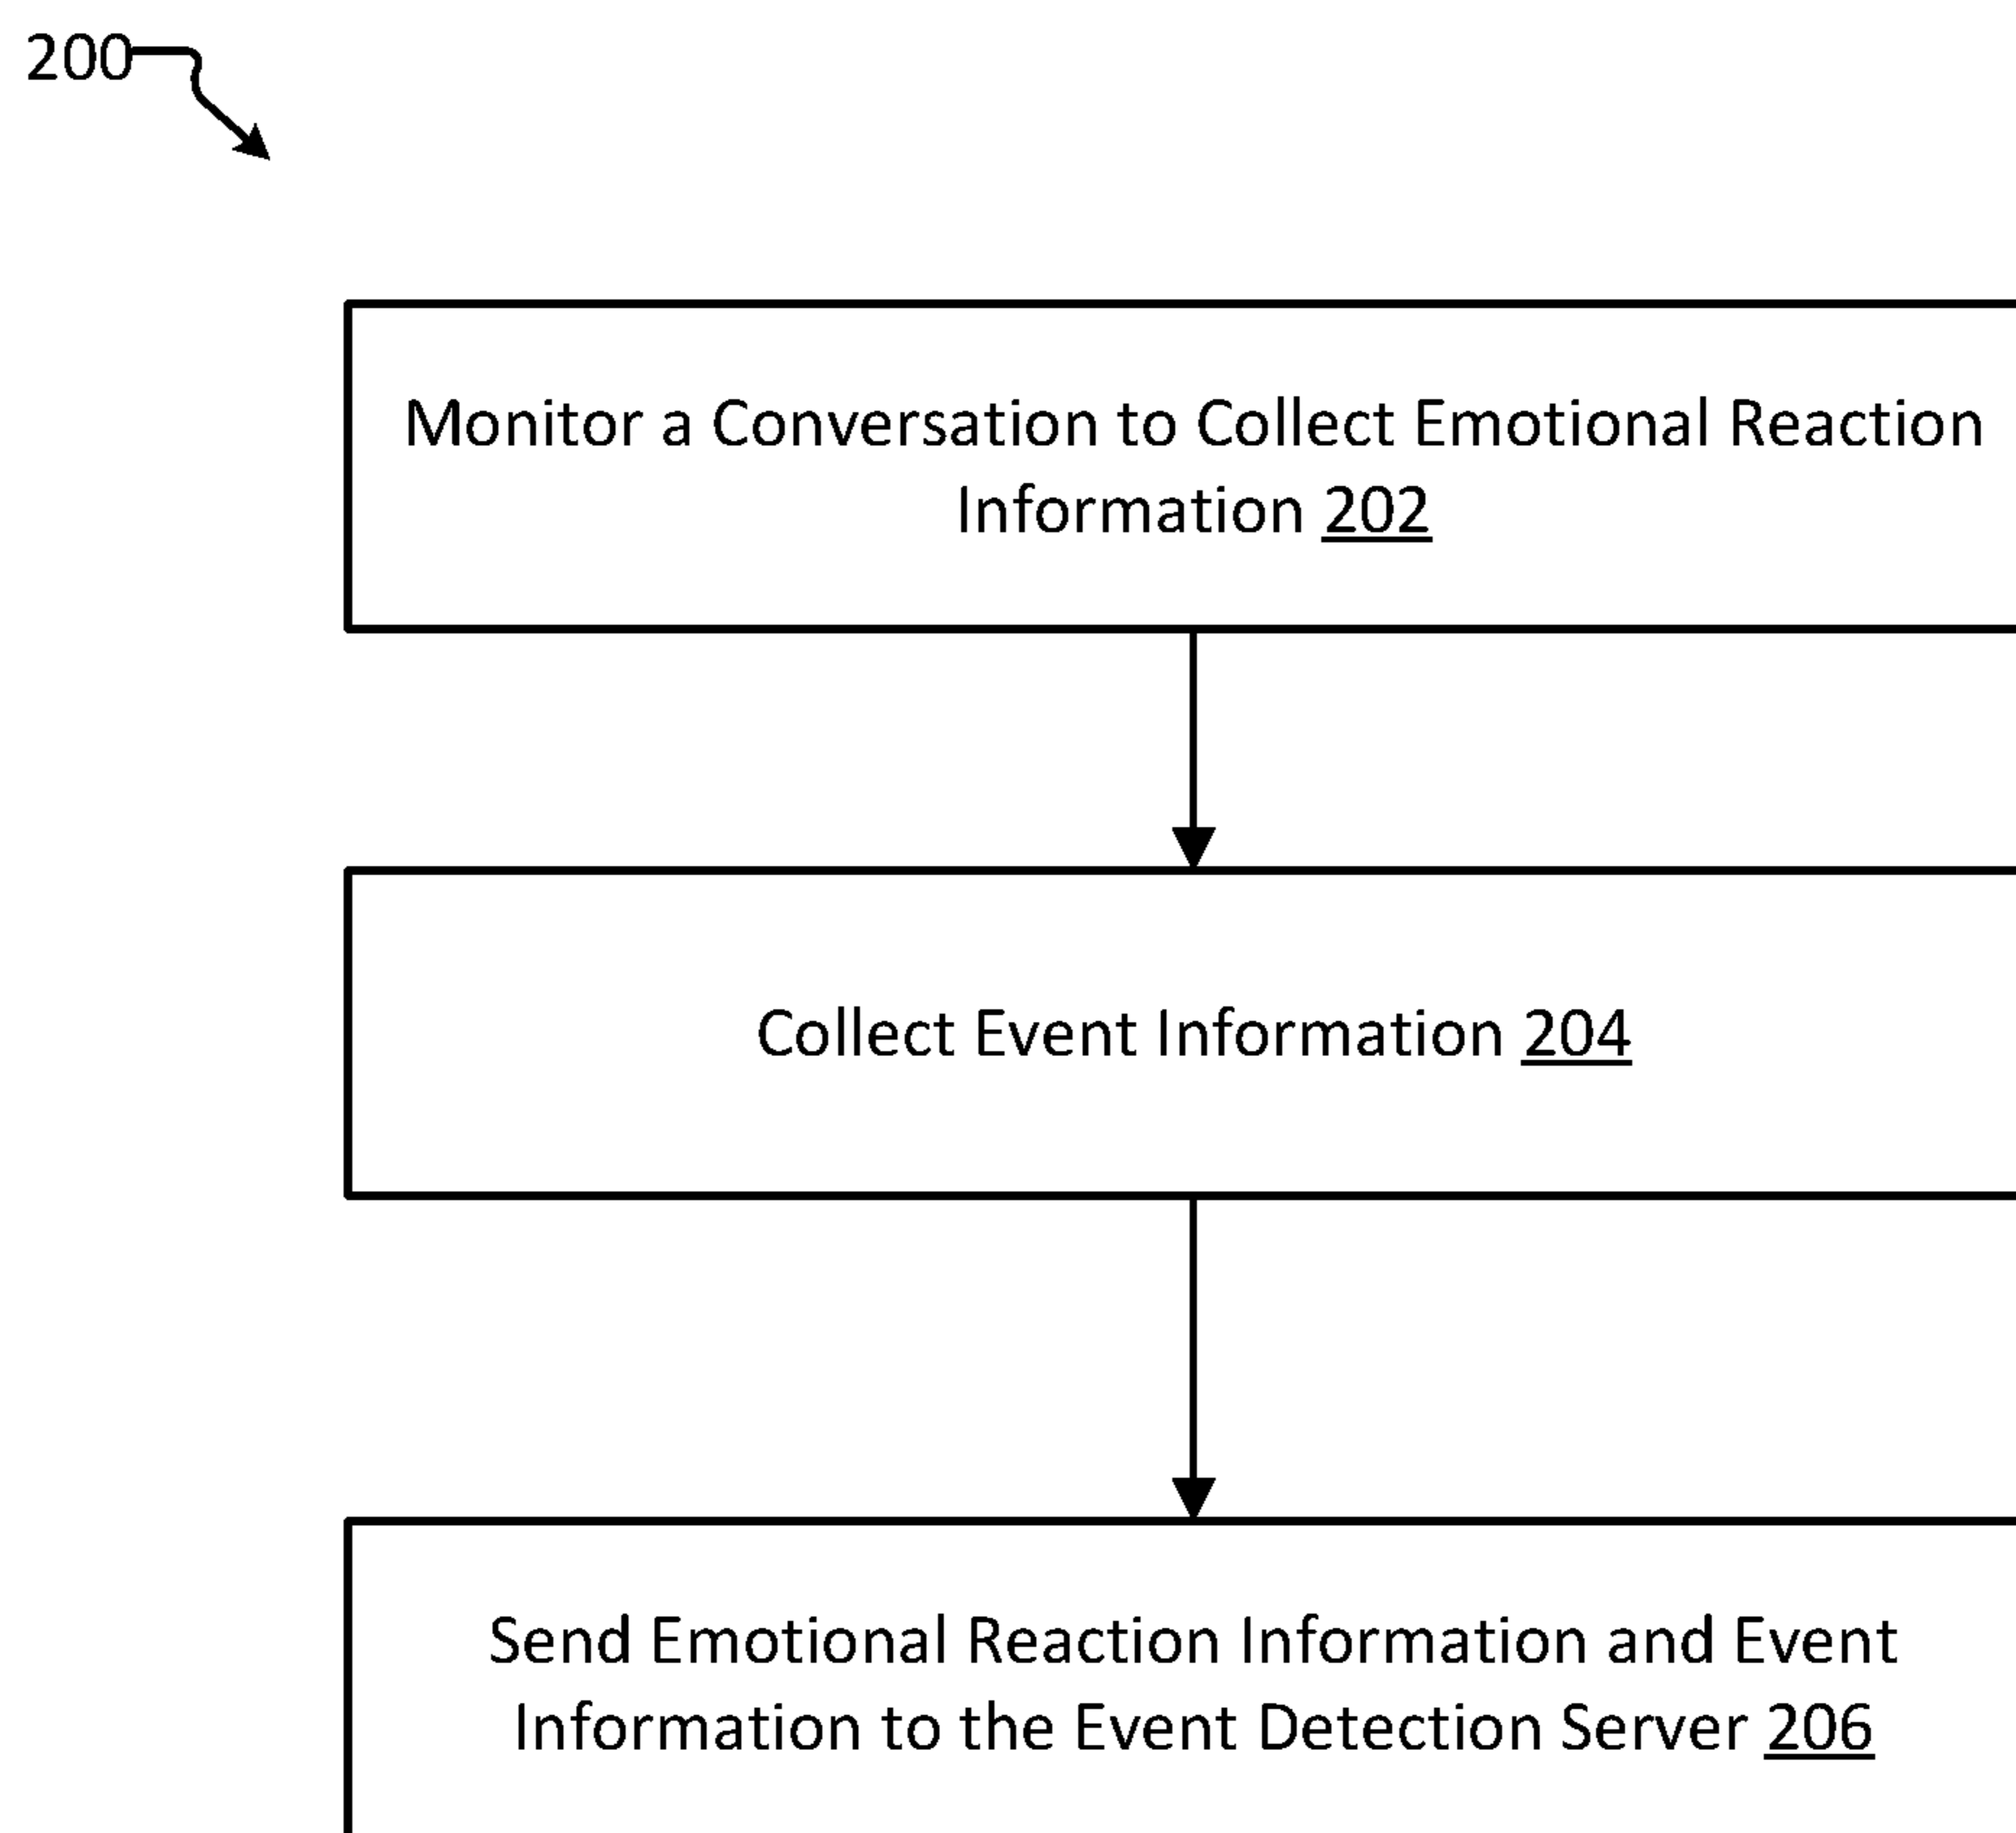 200
Monitor a Conversation to Collect Emotional Reaction
Information 202
Collect Event Information 204
Send Emotional Reaction Information and Event
Information to the Event Detection Server 206